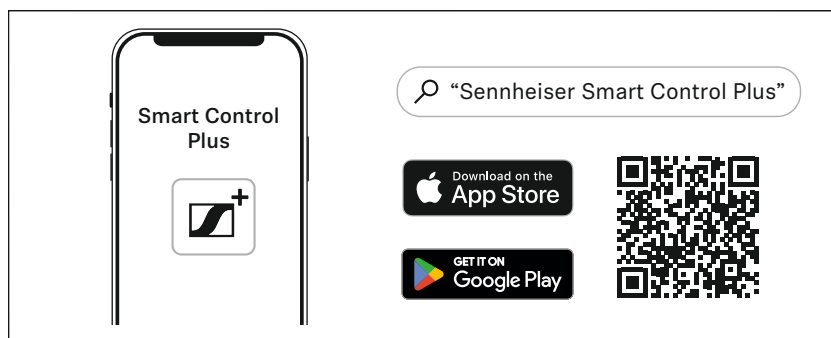 Smart Control
Plus
“Sennheiser Smart Control Plus”
Download on the
App Store
GET IT ON
Google Play